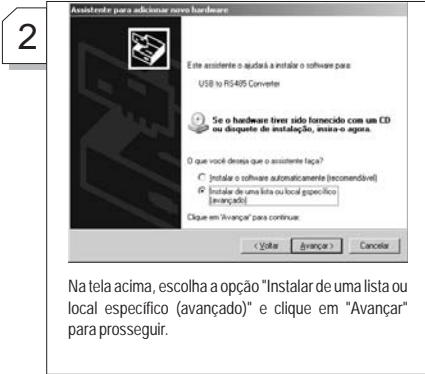 2
Assistente para adicionar novo hardware
Este assistente o ajudará a instalar o software para:
USB to RS485 Converter
Se o hardware tiver sido fornecido com um CD
ou disquete de instalação, insira-o agora.
O que você deseja que o assistente faça?
Instalar o software automaticamente (recomendável)
Instalar de uma lista ou local específico
(avançado)
Clique em 'Avançar' para continuar.
< Voltar Avançar > Cancelar
Na tela acima, escolha a opção "Instalar de uma lista ou
local específico (avançado)" e clique em "Avançar"
para prosseguir.